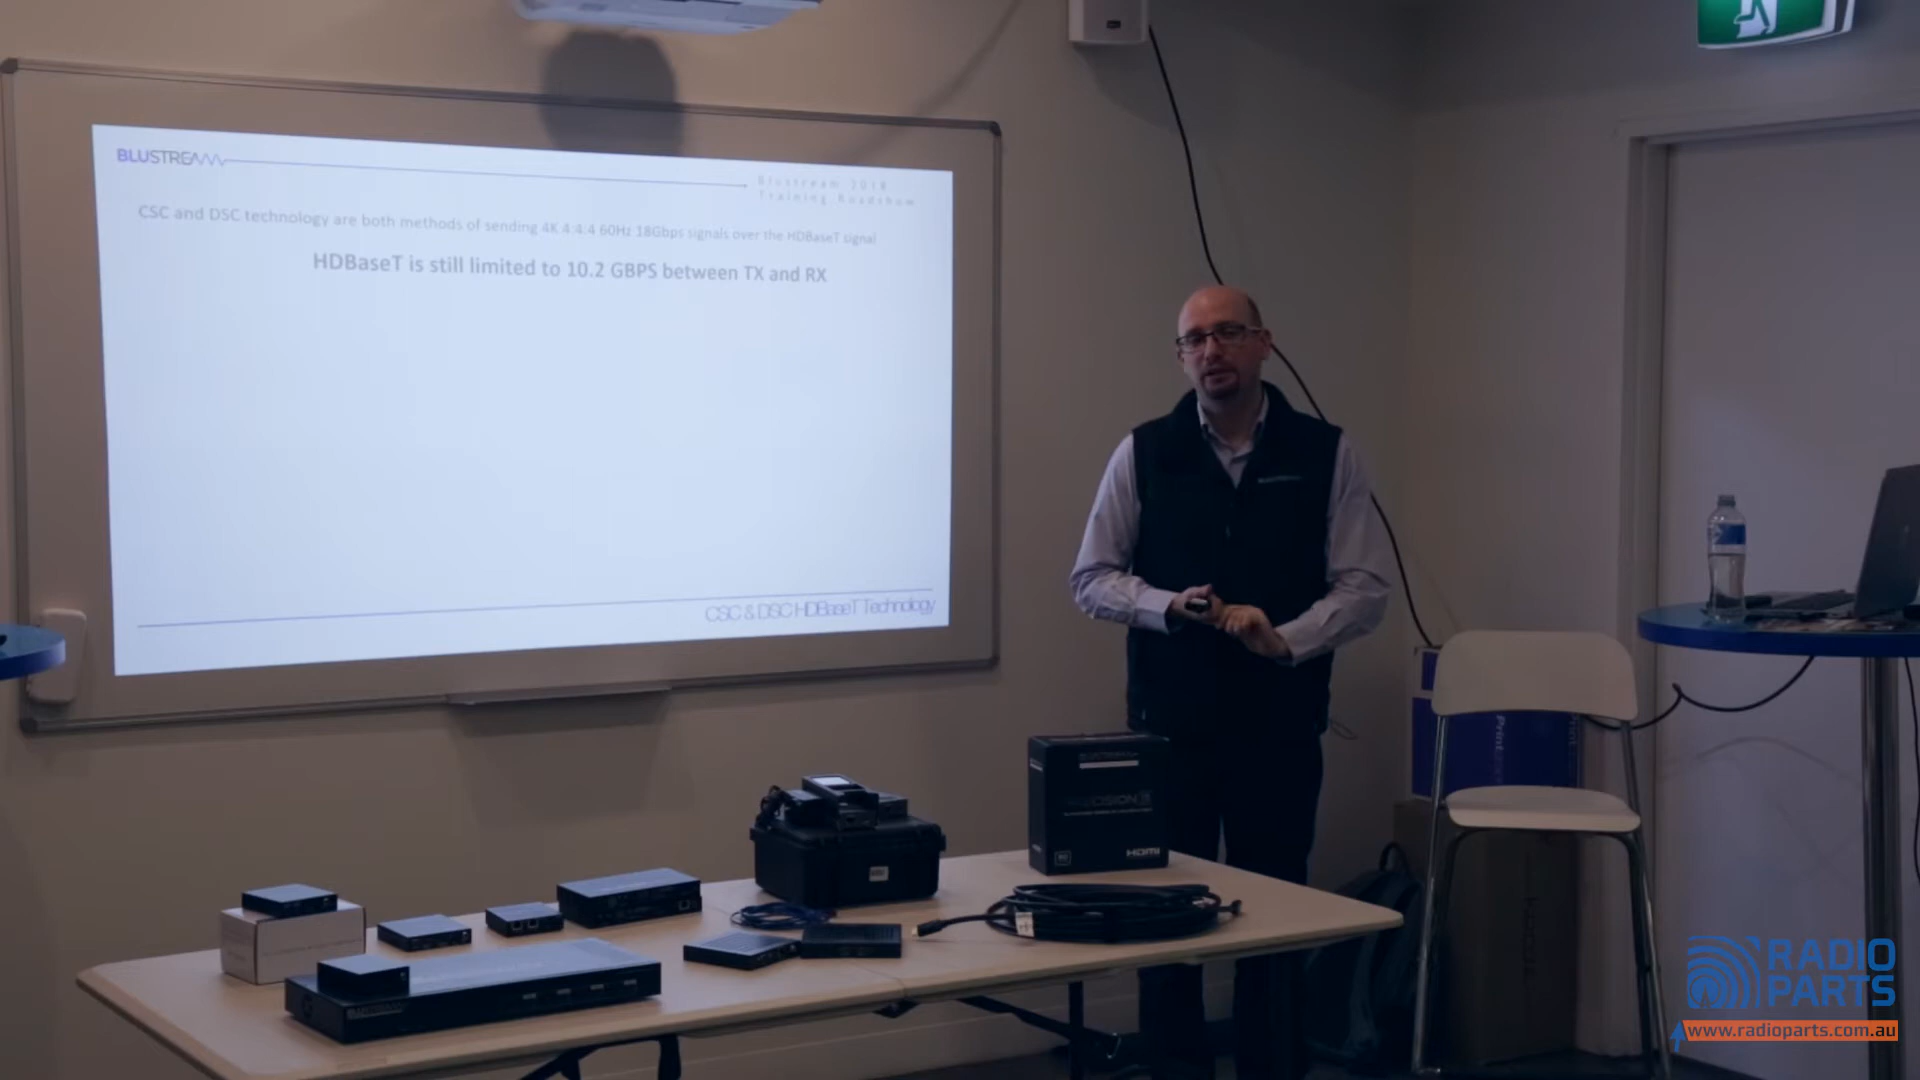 BLUSTREAM
Blustream 2018
Training Roadshow
CSC and DSC technology are both methods of sending 4K 4:4:4 60Hz 18Gbps signals over the HDBaseT signal
HDBaseT is still limited to 10.2 GBPS between TX and RX
CSC & DSC HDBaseT Technology
HDMI
RADIO
PARTS
www.radioparts.com.au